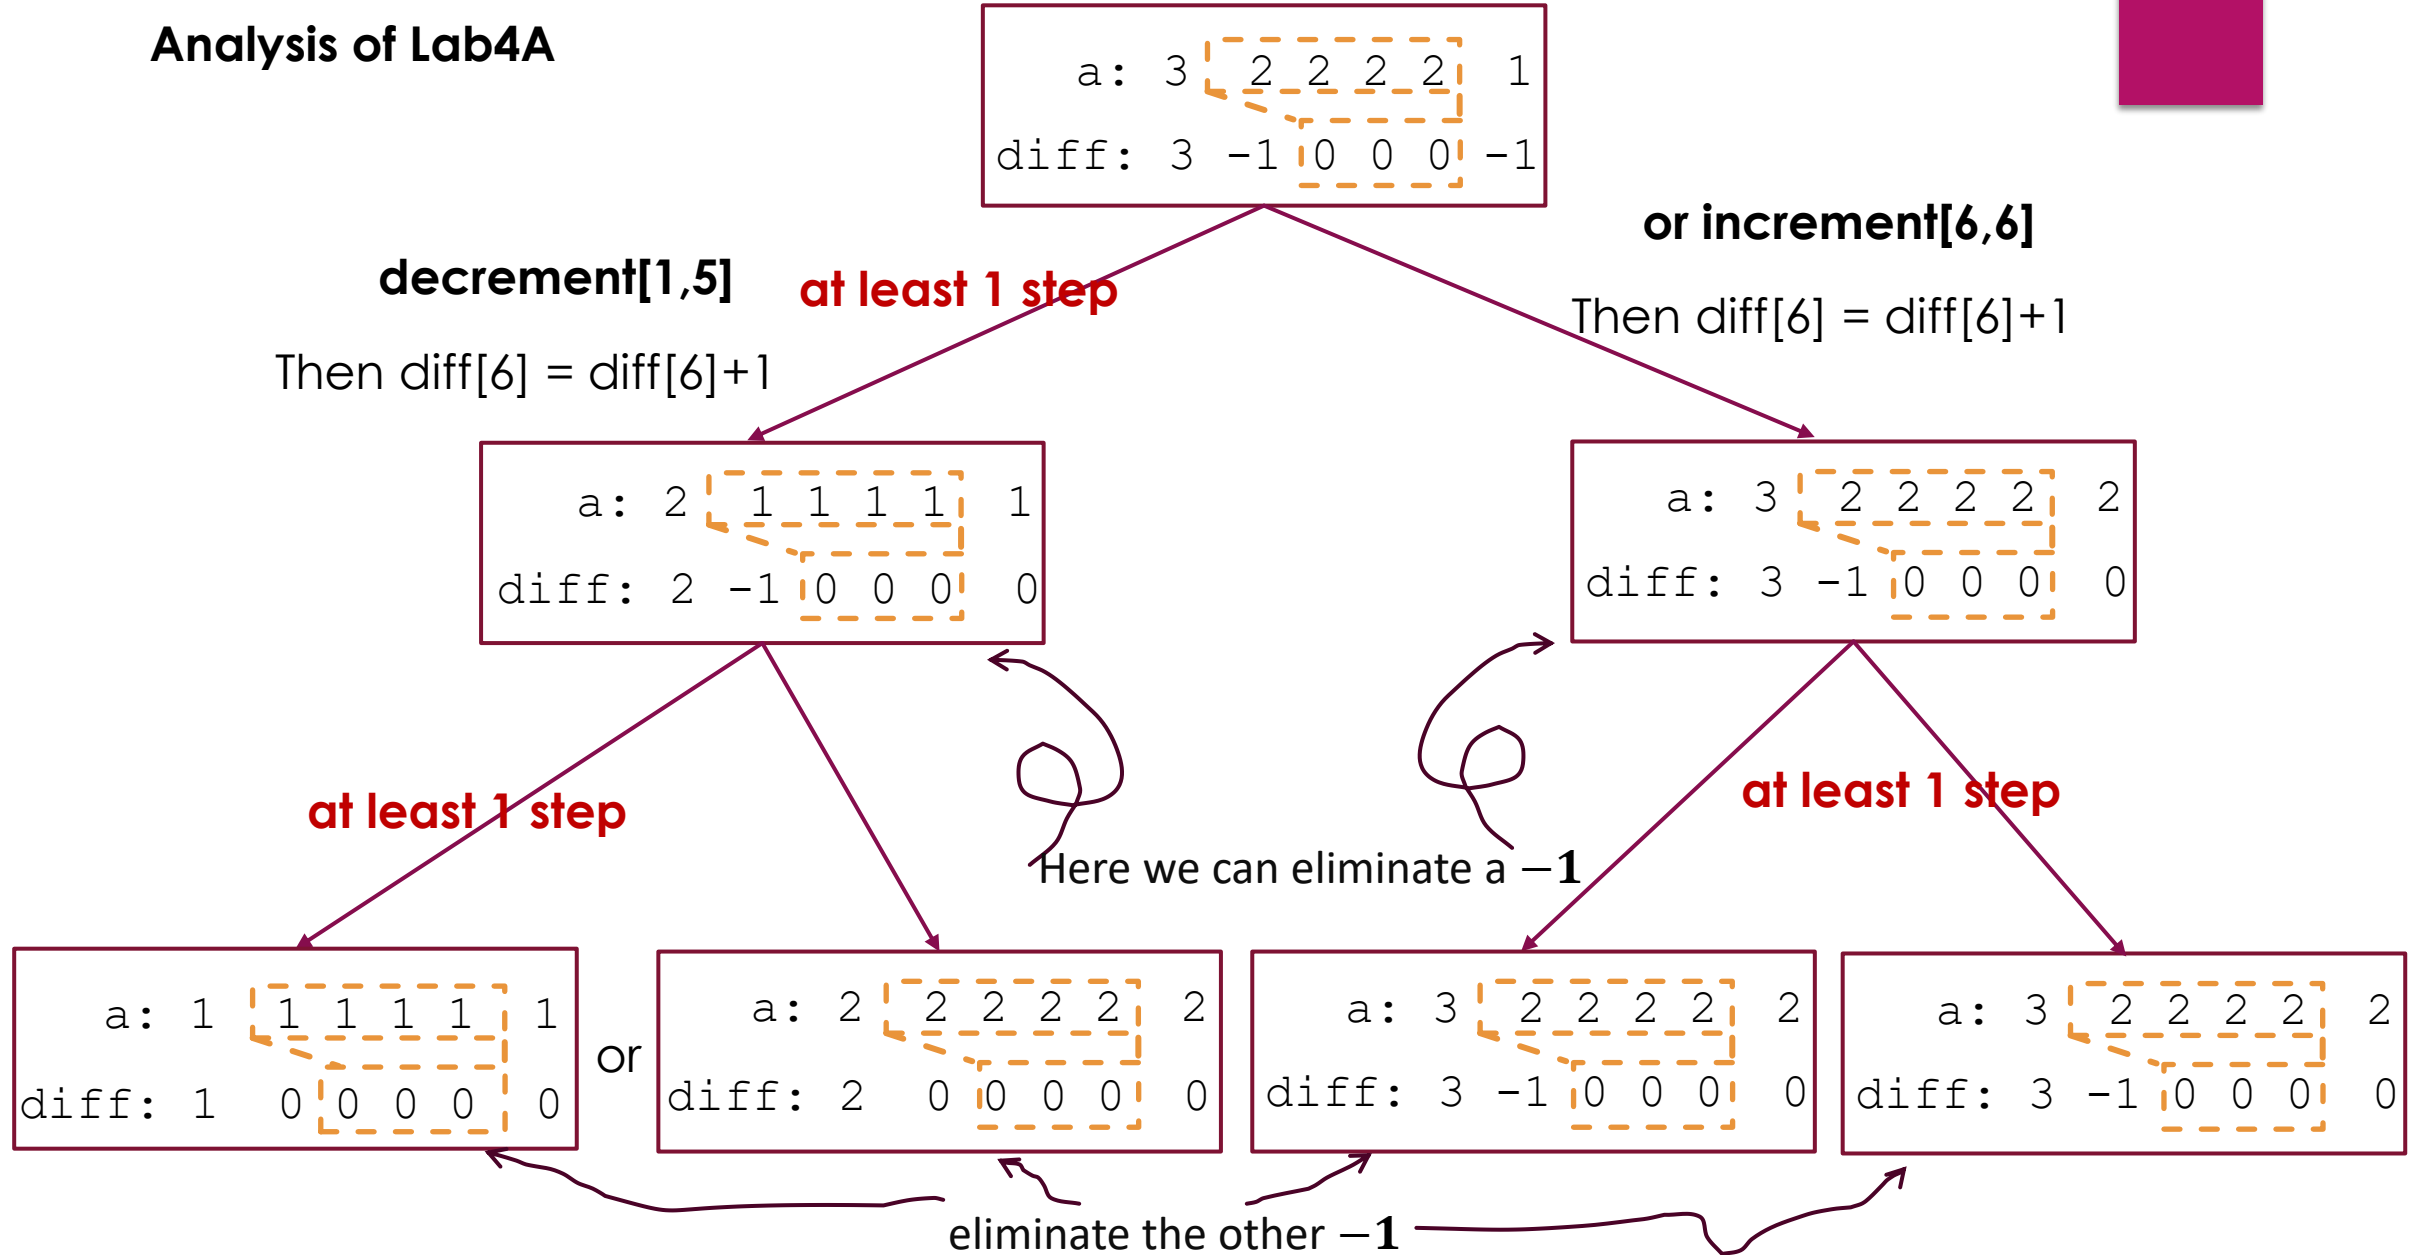 Analysis of Lab4A
a: 3 2 2 2 2 1
diff: 3 -1 0 0 0 -1
decrement[1,5]
Then diff[6] = diff[6]+1
at least 1 step
or increment[6,6]
Then diff[6] = diff[6]+1
a: 2 1 1 1 1 1
diff: 2 -1 0 0 0 0
a: 3 2 2 2 2 2
diff: 3 -1 0 0 0 0
at least 1 step
at least 1 step
Here we can eliminate a −1
a: 1 1 1 1 1 1
diff: 1 0 0 0 0 0
or
a: 2 2 2 2 2 2
diff: 2 0 0 0 0 0
a: 3 2 2 2 2 2
diff: 3 -1 0 0 0 0
a: 3 2 2 2 2 2
diff: 3 -1 0 0 0 0
eliminate the other −1